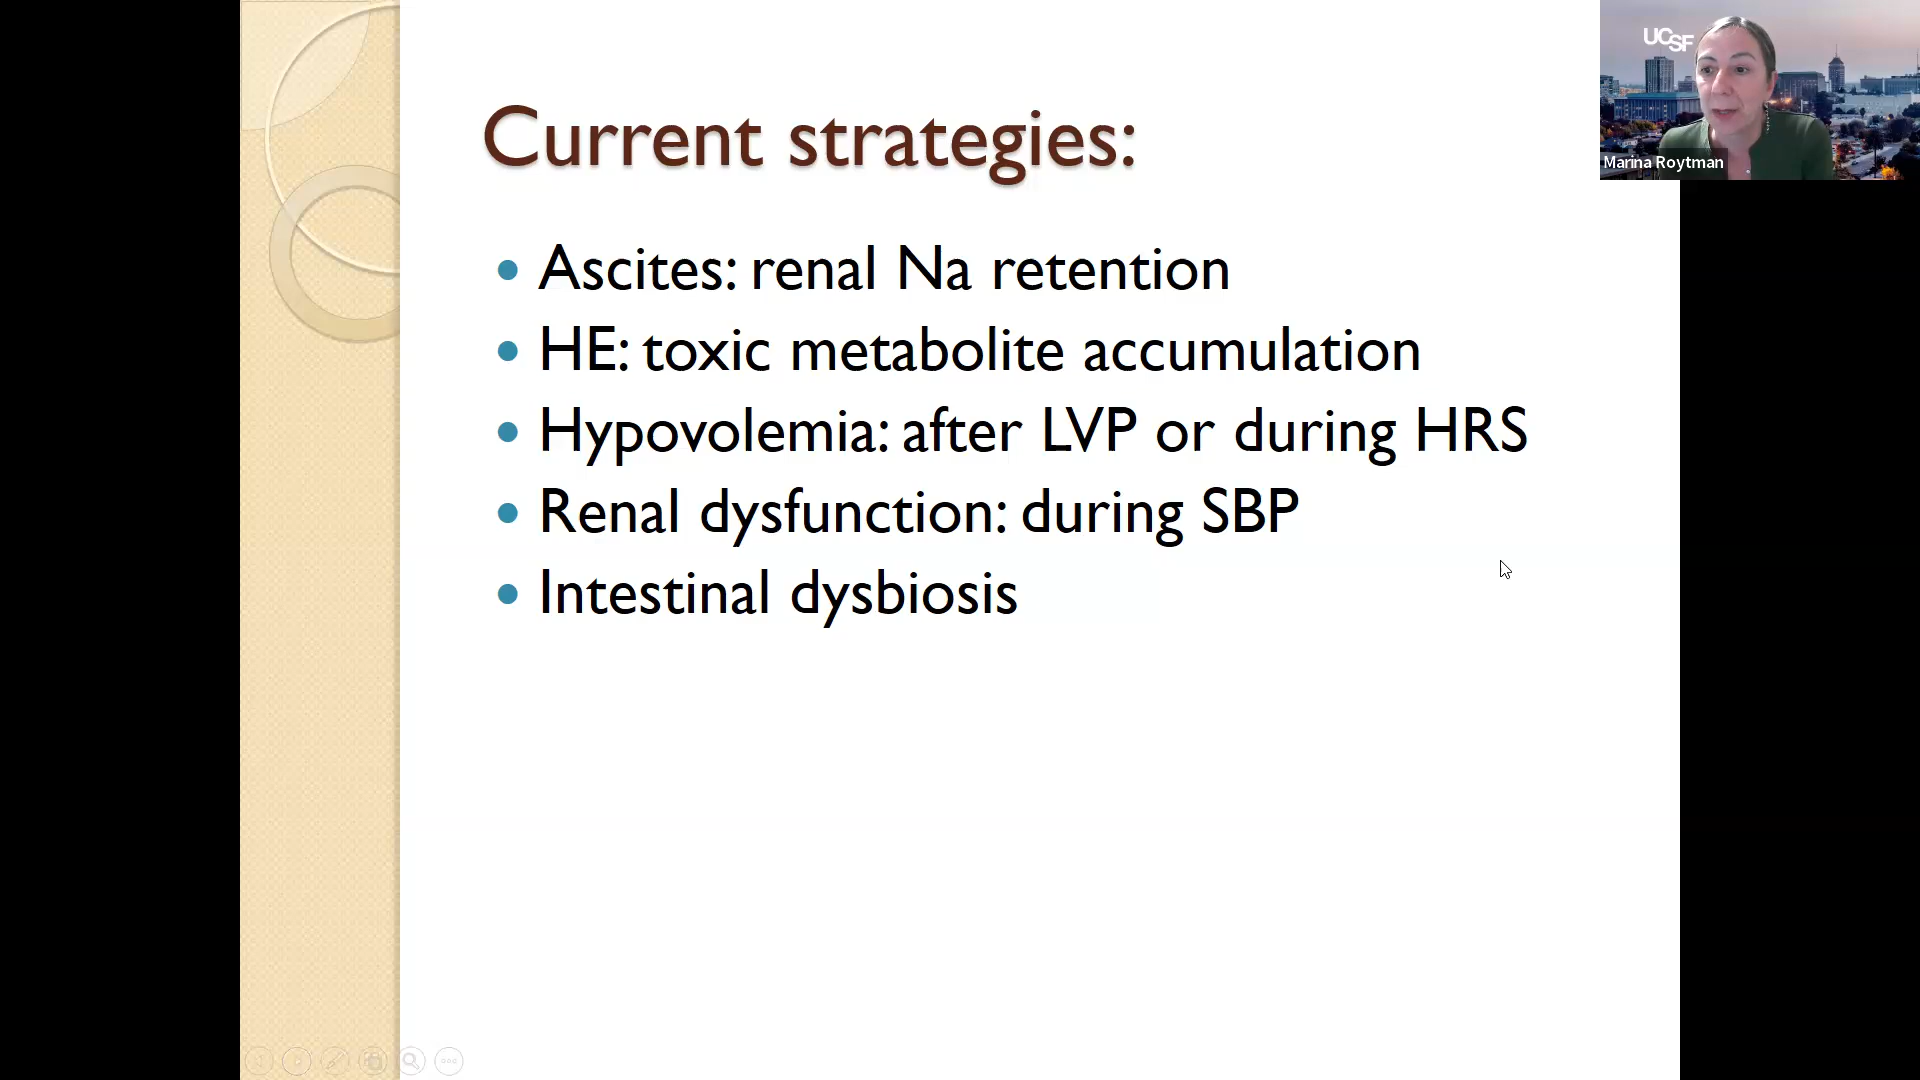 Current strategies:
Ascites: renal Na retention
HE: toxic metabolite accumulation
Hypovolemia: after LVP or during HRS
Renal dysfunction: during SBP
Intestinal dysbiosis
UCSF
Marina Roytman